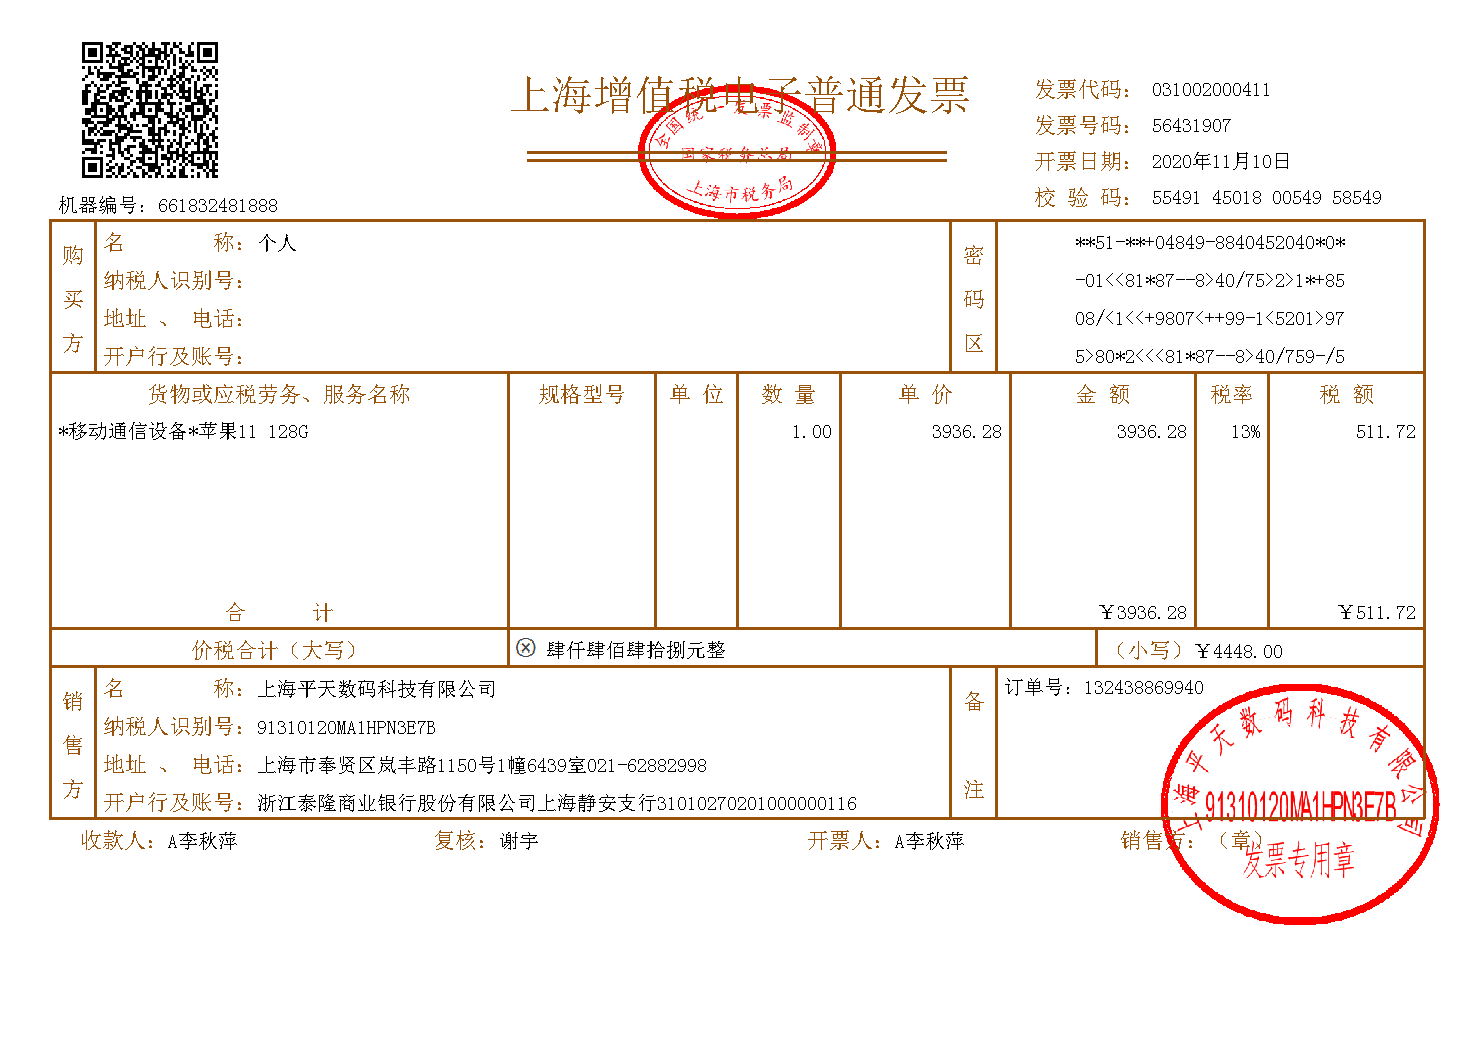 上海增值税电子普通发票
全国统一发票监制章
国家税务总局
上海市税务局
发票代码： 031002000411
发票号码： 56431907
开票日期： 2020年11月10日
校 验 码： 55491 45018 00549 58549
机器编号：661832481888
购买方
名 称：个人
纳税人识别号：
地址 、 电话：
开户行及账号：
密码区
**51-**+04849-8840452040*0*
-01<<81*87--8>40/75>2>1*+85
08/<1<<+9807<++99-1<5201>97
5>80*2<<<81*87--8>40/759-/5
货物或应税劳务、服务名称 规格型号 单 位 数 量 单 价 金 额 税率 税 额
*移动通信设备*苹果11 128G 1.00 3936.28 3936.28 13% 511.72
合 计 ￥3936.28 ￥511.72
价税合计（大写） ⊗ 肆仟肆佰肆拾捌元整 （小写）￥4448.00
销售方
名 称：上海平天数码科技有限公司
纳税人识别号：91310120MA1HPN3E7B
地址 、 电话：上海市奉贤区岚丰路1150号1幢6439室021-62882998
开户行及账号：浙江泰隆商业银行股份有限公司上海静安支行31010270201000000116
备注
订单号：132438869940
上海平天数码科技有限公司
91310120MA1HPN3E7B
发票专用章
收款人：A李秋萍 复核：谢宇 开票人：A李秋萍 销售方：（章）